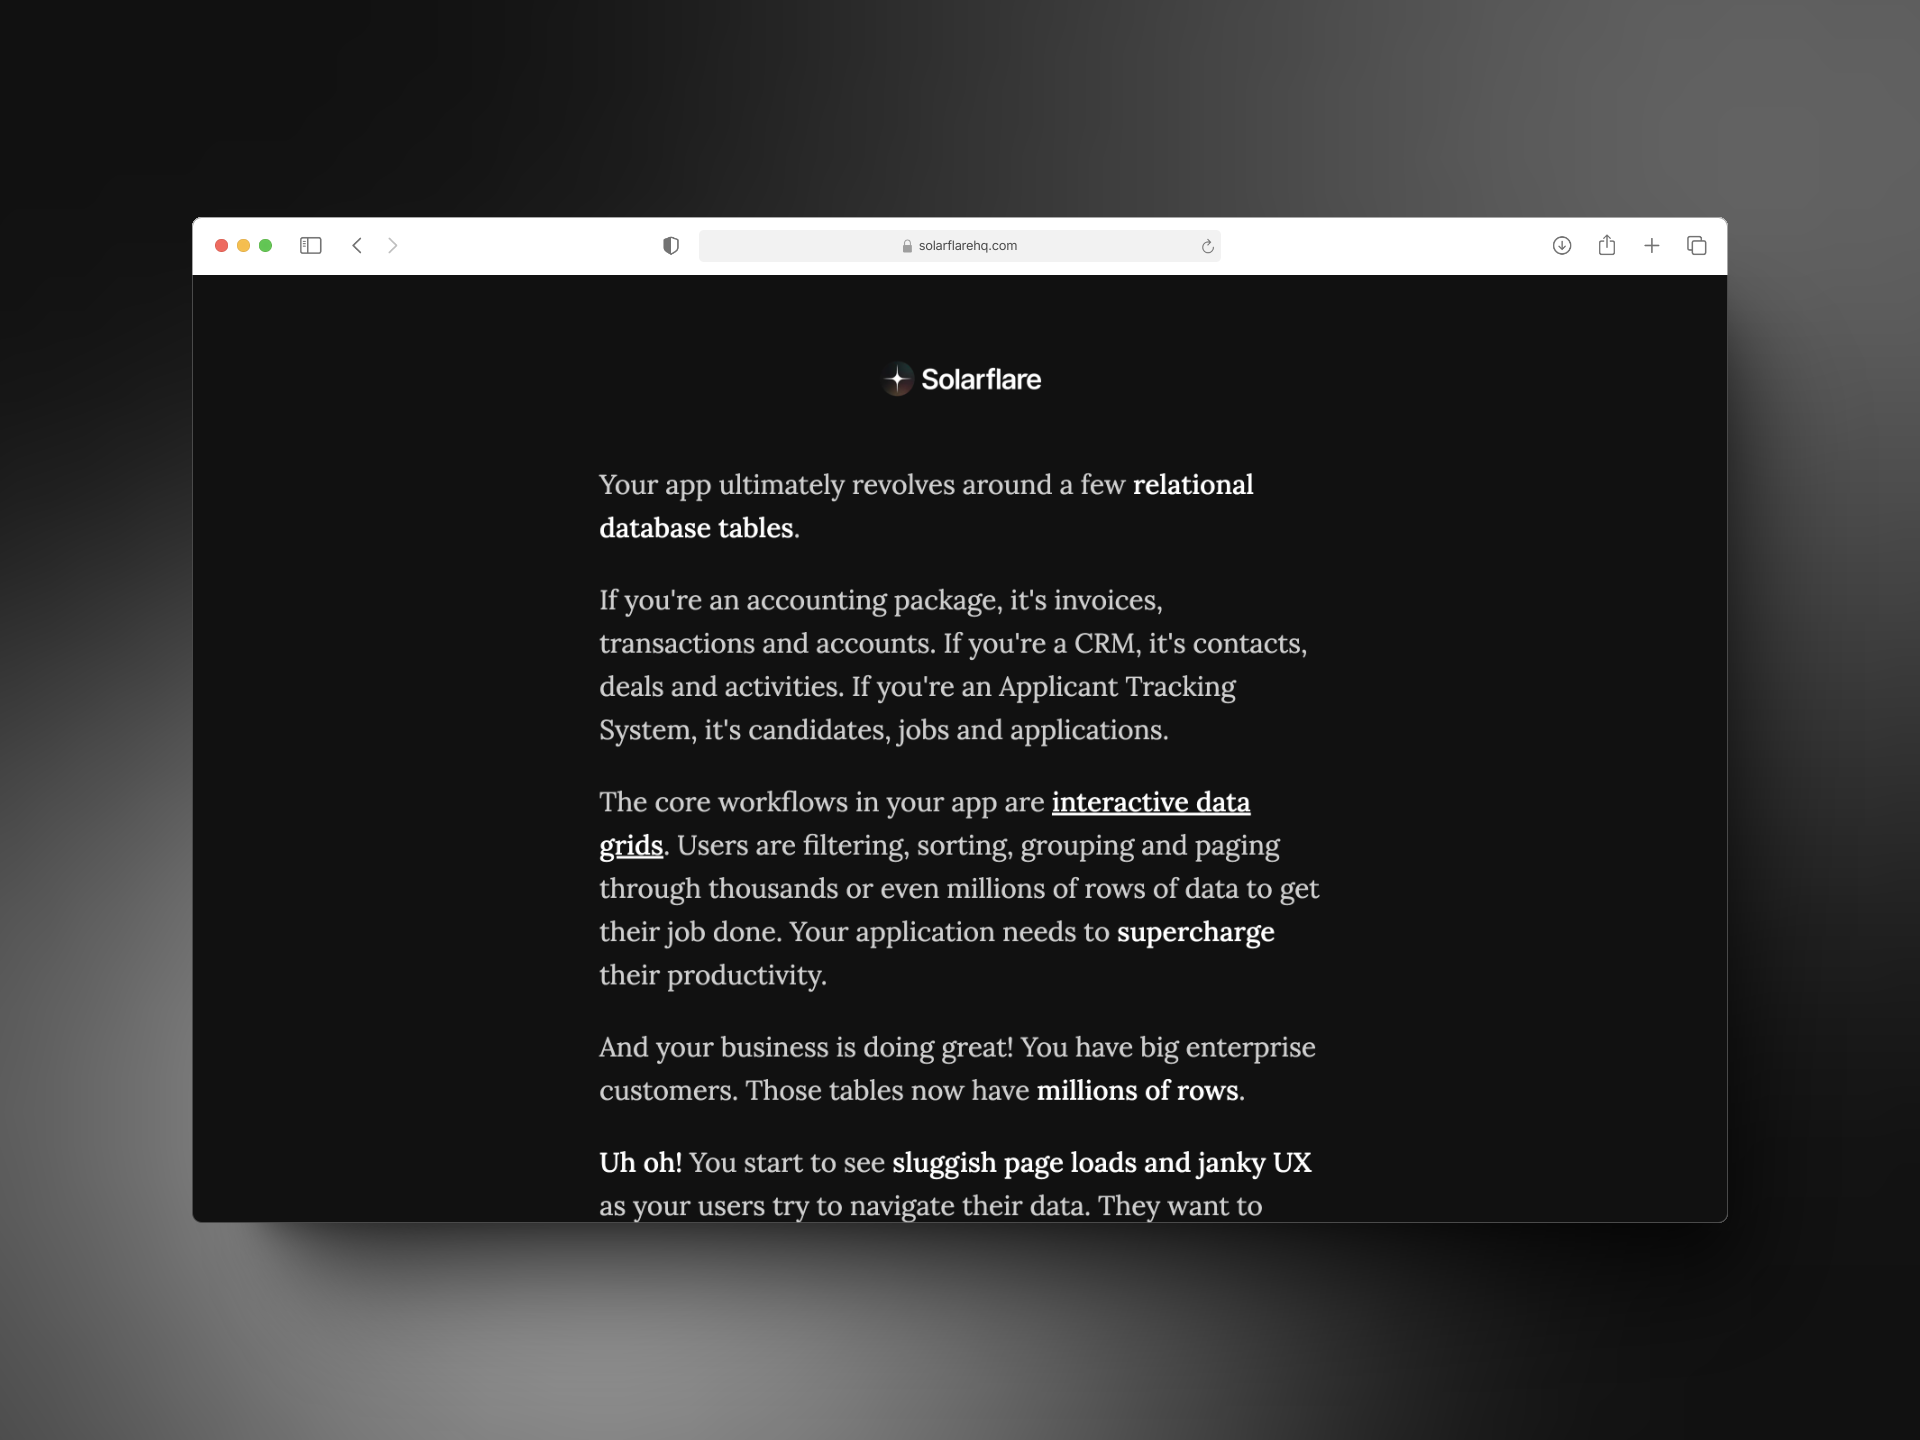 solarflarehq.com
Solarflare
Your app ultimately revolves around a few relational
database tables.
If you're an accounting package, it's invoices,
transactions and accounts. If you're a CRM, it's contacts,
deals and activities. If you're an Applicant Tracking
System, it's candidates, jobs and applications.
The core workflows in your app are interactive data
grids. Users are filtering, sorting, grouping and paging
through thousands or even millions of rows of data to get
their job done. Your application needs to supercharge
their productivity.
And your business is doing great! You have big enterprise
customers. Those tables now have millions of rows.
Uh oh! You start to see sluggish page loads and janky UX
as your users try to navigate their data. They want to